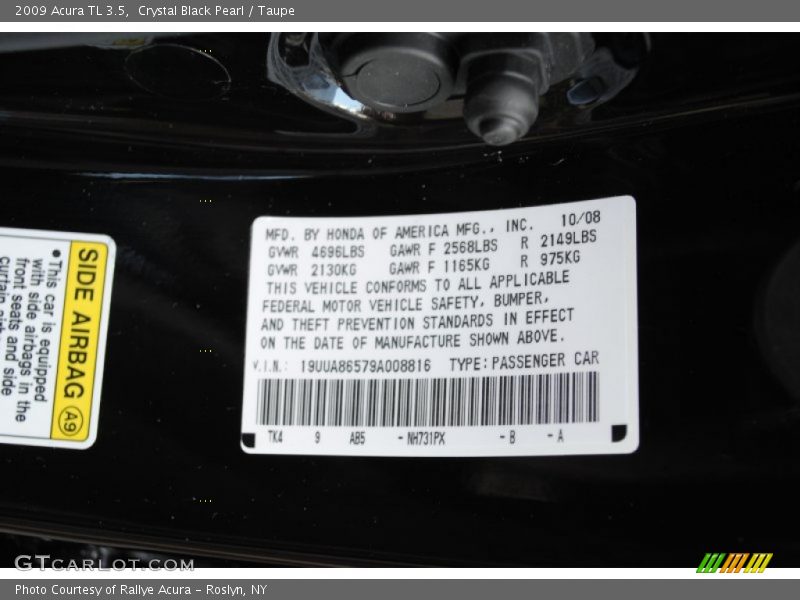 2009 Acura TL 3.5,  Crystal Black Pearl / Taupe
MFD. BY HONDA OF AMERICA MFG., INC. 10/08
GVWR 4696LBS GAWR F 2568LBS R 2149LBS
GVWR 2130KG GAWR F 1165KG R 975KG
THIS VEHICLE CONFORMS TO ALL APPLICABLE
FEDERAL MOTOR VEHICLE SAFETY, BUMPER,
AND THEFT PREVENTION STANDARDS IN EFFECT
ON THE DATE OF MANUFACTURE SHOWN ABOVE.
V.I.N.: 19UUA86579A008816 TYPE: PASSENGER CAR
TK4 9 AB5 -NH731PX -B -A
SIDE AIRBAG A9
•This car is equipped
with side airbags in the
front seats and side
GTCARLOT.COM
Photo Courtesy of Rallye Acura – Roslyn, NY